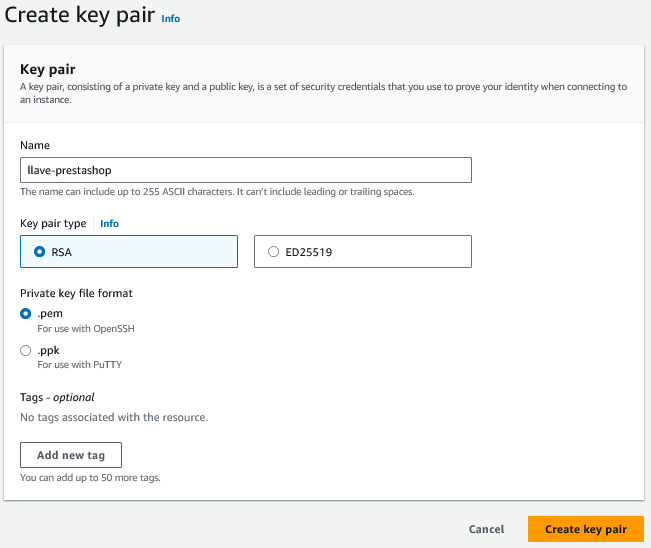 Create key pair Info
Key pair
A key pair, consisting of a private key and a public key, is a set of security credentials that you use to prove your identity when connecting to
an instance.
Name
llave-prestashop
The name can include up to 255 ASCII characters. It can't include leading or trailing spaces.
Key pair type Info
RSA ED25519
Private key file format
.pem
For use with OpenSSH
.ppk
For use with PuTTY
Tags - optional
No tags associated with the resource.
Add new tag
You can add up to 50 more tags.
Cancel Create key pair